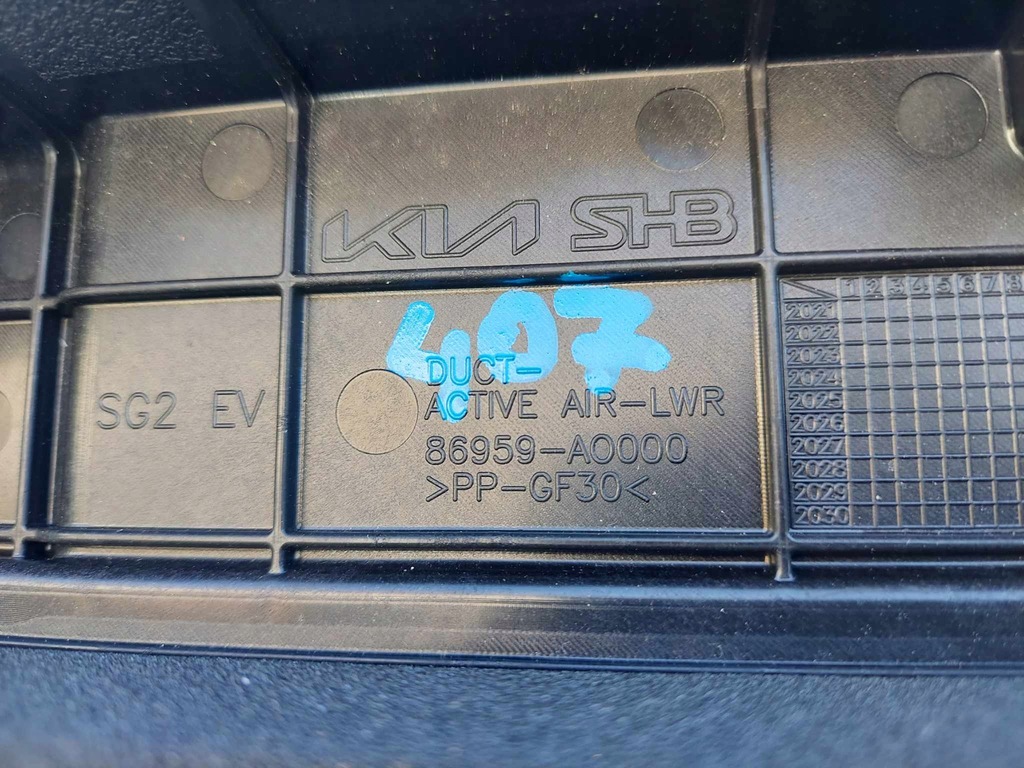 KIA SHB
407
DUCT-
ACTIVE AIR-LWR
86959-A0000
>PP-GF30<
SG2 EV
1 2 3 4 5 6 7 8
2021
2022
2023
2024
2025
2026
2027
2028
2029
2030